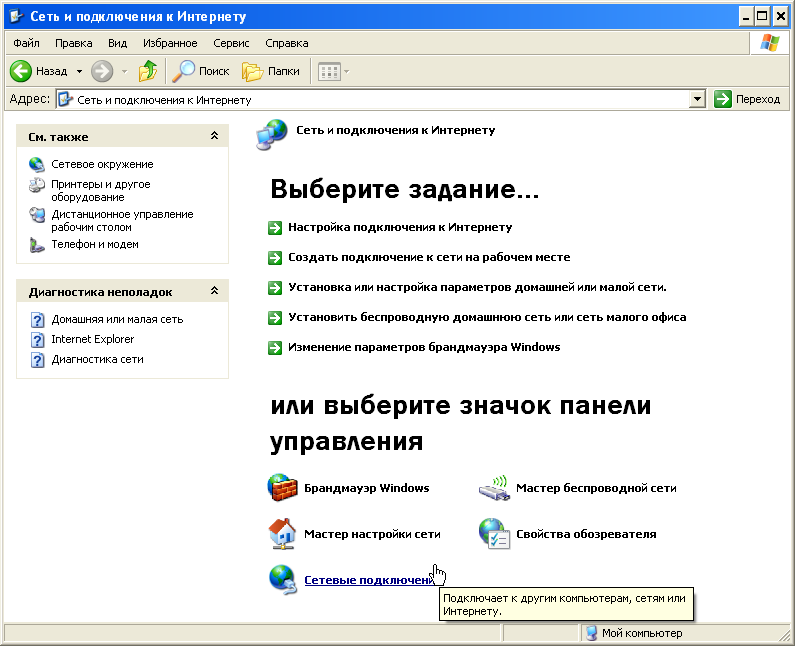 Сеть и подключения к Интернету
Файл Правка Вид Избранное Сервис Справка
Назад Поиск Папки
Адрес: Сеть и подключения к Интернету Переход
См. также
Сетевое окружение
Принтеры и другое
оборудование
Дистанционное управление
рабочим столом
Телефон и модем
Диагностика неполадок
Домашняя или малая сеть
Internet Explorer
Диагностика сети
Сеть и подключения к Интернету
Выберите задание...
Настройка подключения к Интернету
Создать подключение к сети на рабочем месте
Установка или настройка параметров домашней или малой сети.
Установить беспроводную домашнюю сеть или сеть малого офиса
Изменение параметров брандмауэра Windows
или выберите значок панели
управления
Брандмауэр Windows Мастер беспроводной сети
Мастер настройки сети Свойства обозревателя
Сетевые подключени
Подключает к другим компьютерам, сетям или
Интернету.
Мой компьютер